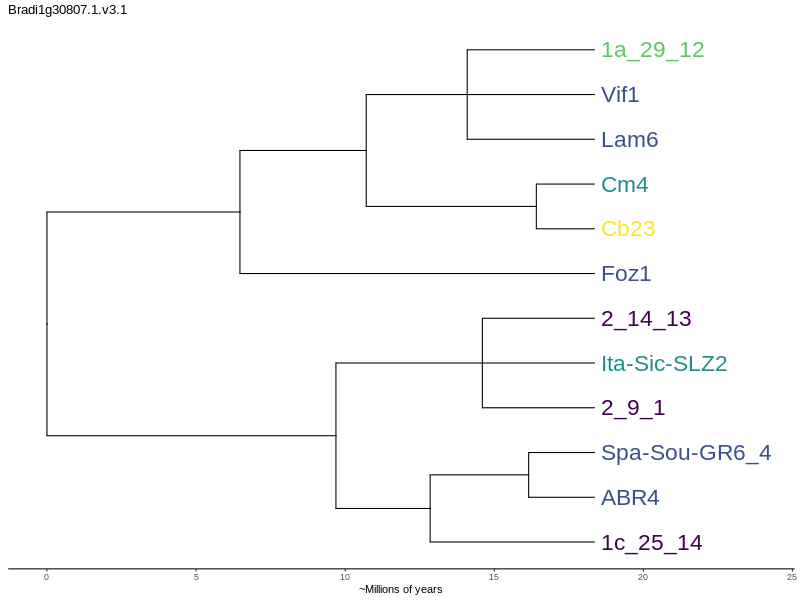 Bradi1g30807.1.v3.1
1a_29_12
Vif1
Lam6
Cm4
Cb23
Foz1
2_14_13
Ita-Sic-SLZ2
2_9_1
Spa-Sou-GR6_4
ABR4
1c_25_14
0 5 10 15 20 25
~Millions of years